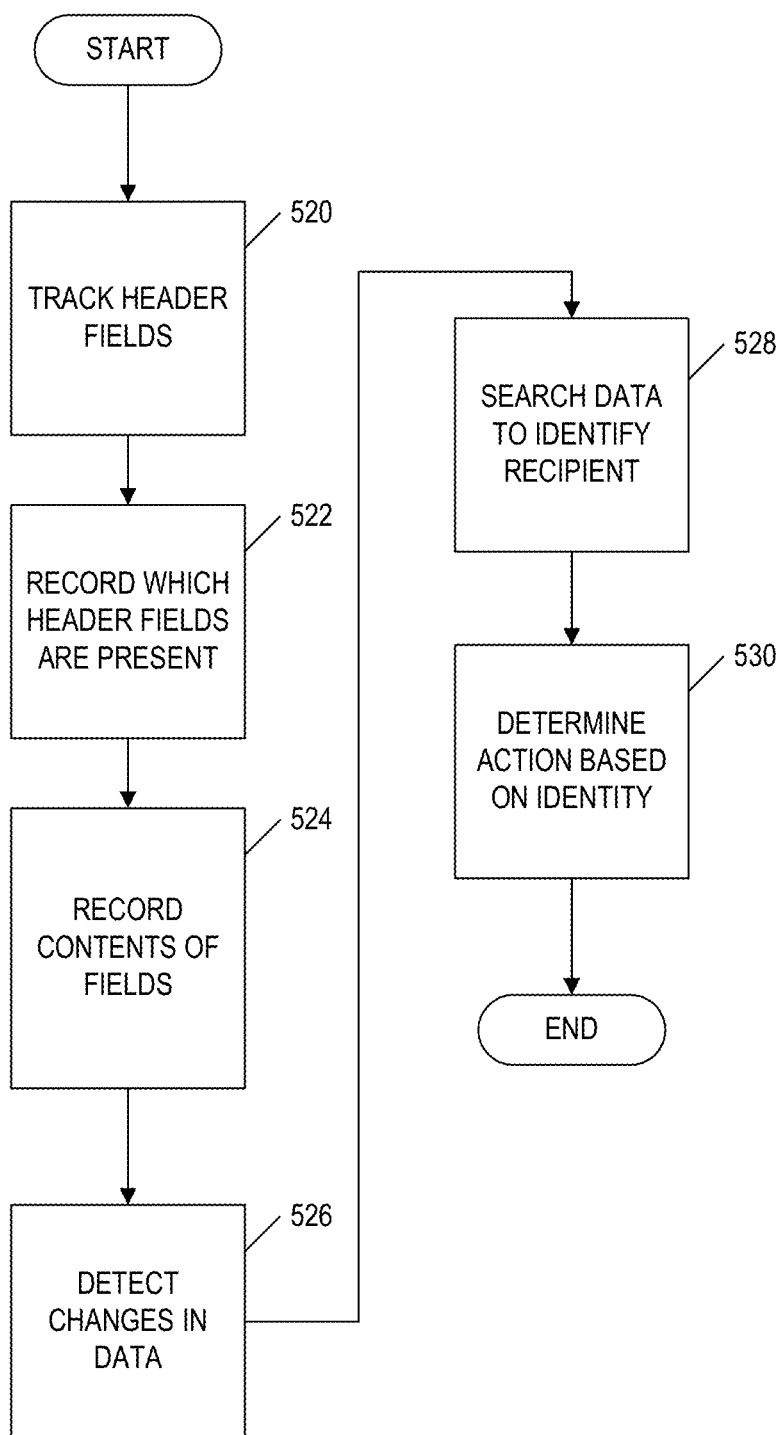 START
520
TRACK HEADER
FIELDS
522
RECORD WHICH
HEADER FIELDS
ARE PRESENT
524
RECORD
CONTENTS OF
FIELDS
526
DETECT
CHANGES IN
DATA
528
SEARCH DATA
TO IDENTIFY
RECIPIENT
530
DETERMINE
ACTION BASED
ON IDENTITY
END